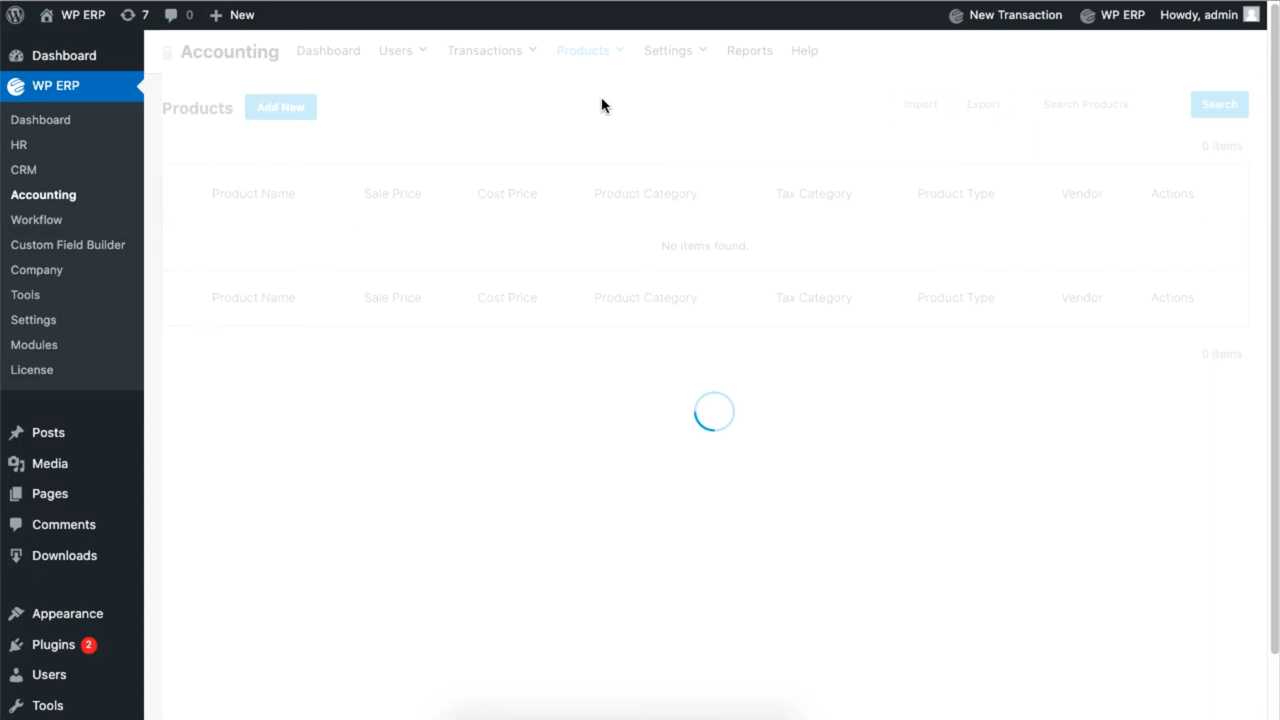 WP ERP 7 0 New New Transaction WP ERP Howdy, admin
Dashboard
WP ERP
Dashboard
HR
CRM
Accounting
Workflow
Custom Field Builder
Company
Tools
Settings
Modules
License
Posts
Media
Pages
Comments
Downloads
Appearance
Plugins 2
Users
Tools
Accounting Dashboard Users Transactions Products Settings Reports Help
Products Add New Import Export Search Products Search
0 items
Product Name Sale Price Cost Price Product Category Tax Category Product Type Vendor Actions
No items found.
Product Name Sale Price Cost Price Product Category Tax Category Product Type Vendor Actions
0 items